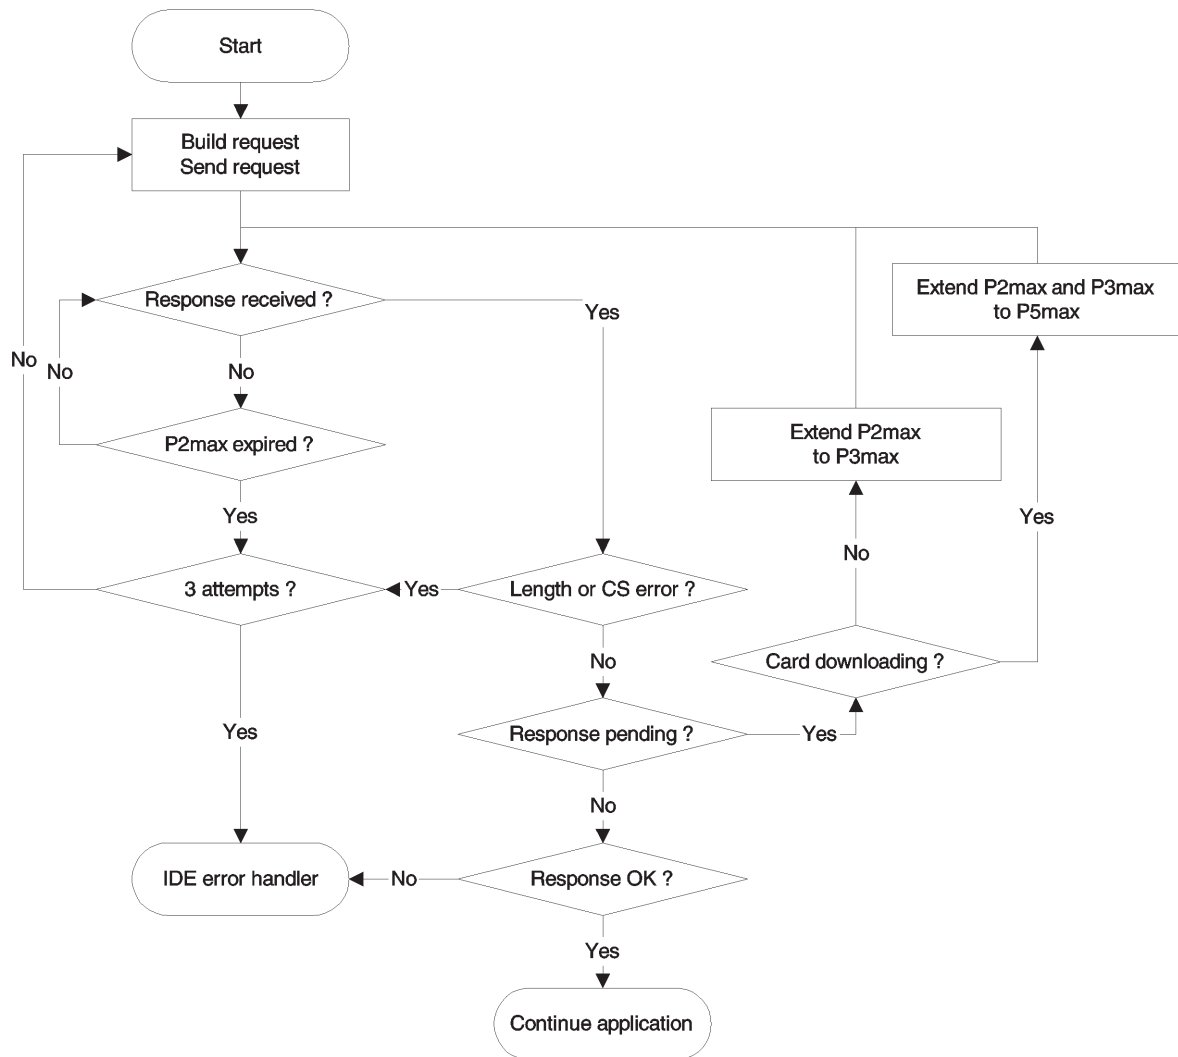 Start
Build request
Send request
Response received ?
Yes
Extend P2max and P3max
to P5max
No
No
No
P2max expired ?
Extend P2max
to P3max
Yes
Yes
No
3 attempts ?
Yes
Length or CS error ?
No
Card downloading ?
Yes
Response pending ?
Yes
No
IDE error handler
No
Response OK ?
Yes
Continue application